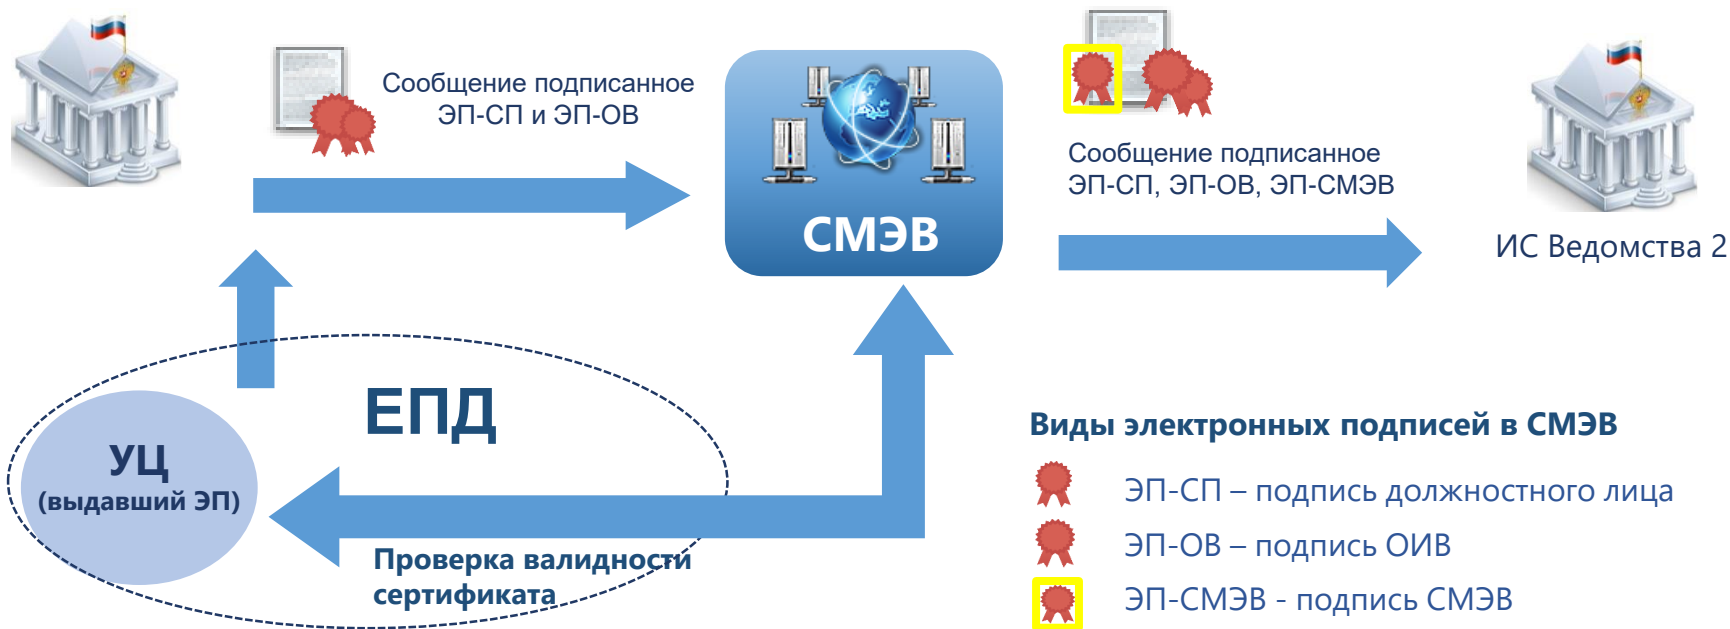 Сообщение подписанное
ЭП-СП и ЭП-ОВ
СМЭВ
Сообщение подписанное
ЭП-СП, ЭП-ОВ, ЭП-СМЭВ
ИС Ведомства 2
ЕПД
УЦ
(выдавший ЭП)
Проверка валидности
сертификата
Виды электронных подписей в СМЭВ
ЭП-СП – подпись должностного лица
ЭП-ОВ – подпись ОИВ
ЭП-СМЭВ - подпись СМЭВ